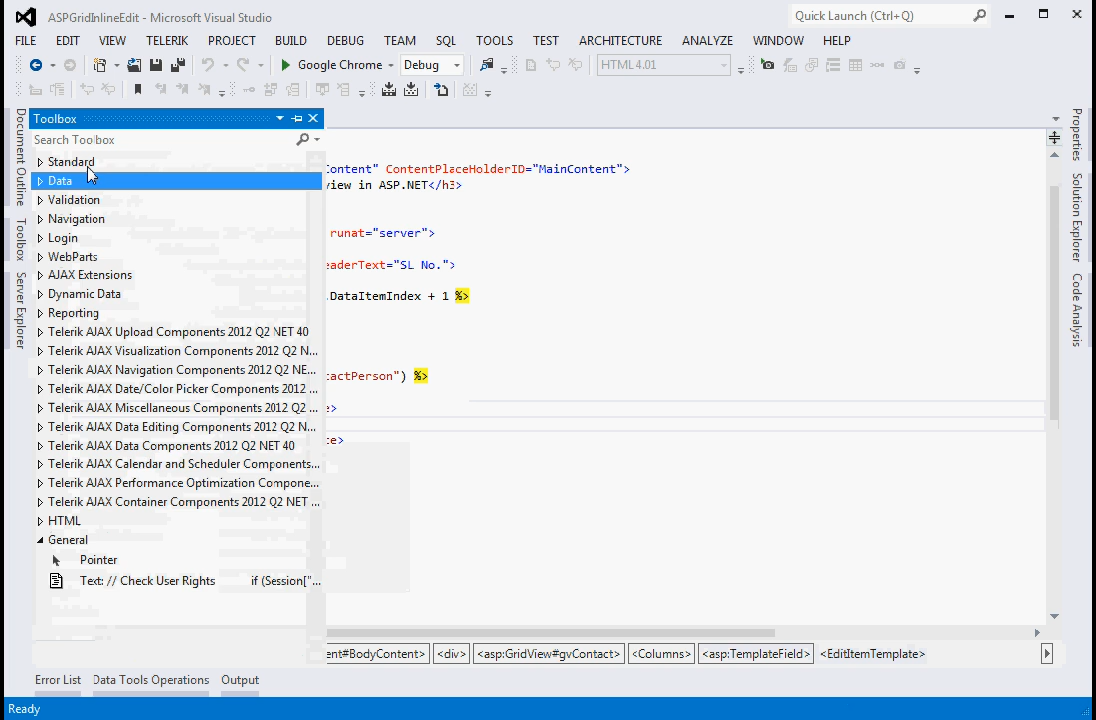 ASPGridInlineEdit - Microsoft Visual Studio
Quick Launch (Ctrl+Q)
FILE EDIT VIEW TELERIK PROJECT BUILD DEBUG TEAM SQL TOOLS TEST ARCHITECTURE ANALYZE WINDOW HELP
Google Chrome Debug HTML 4.01
Toolbox
Search Toolbox
Standard
Data
Validation
Navigation
Login
WebParts
AJAX Extensions
Dynamic Data
Reporting
Telerik AJAX Upload Components 2012 Q2 NET 40
Telerik AJAX Visualization Components 2012 Q2 N...
Telerik AJAX Navigation Components 2012 Q2 NE...
Telerik AJAX Date/Color Picker Components 2012 ...
Telerik AJAX Miscellaneous Components 2012 Q2 ...
Telerik AJAX Data Editing Components 2012 Q2 N...
Telerik AJAX Data Components 2012 Q2 NET 40
Telerik AJAX Calendar and Scheduler Components...
Telerik AJAX Performance Optimization Compone...
Telerik AJAX Container Components 2012 Q2 NET ...
HTML
General
Pointer
Text: // Check User Rights if (Session["...
Content" ContentPlaceHolderID="MainContent">
view in ASP.NET</h3>
runat="server">
eaderText="SL No.">
.DataItemIndex + 1 %>
tactPerson") %>
e>
te>
ent#BodyContent> <div> <asp:GridView#gvContact> <Columns> <asp:TemplateField> <EditItemTemplate>
Document Outline
Toolbox
Server Explorer
Properties
Solution Explorer
Code Analysis
Error List Data Tools Operations Output
Ready